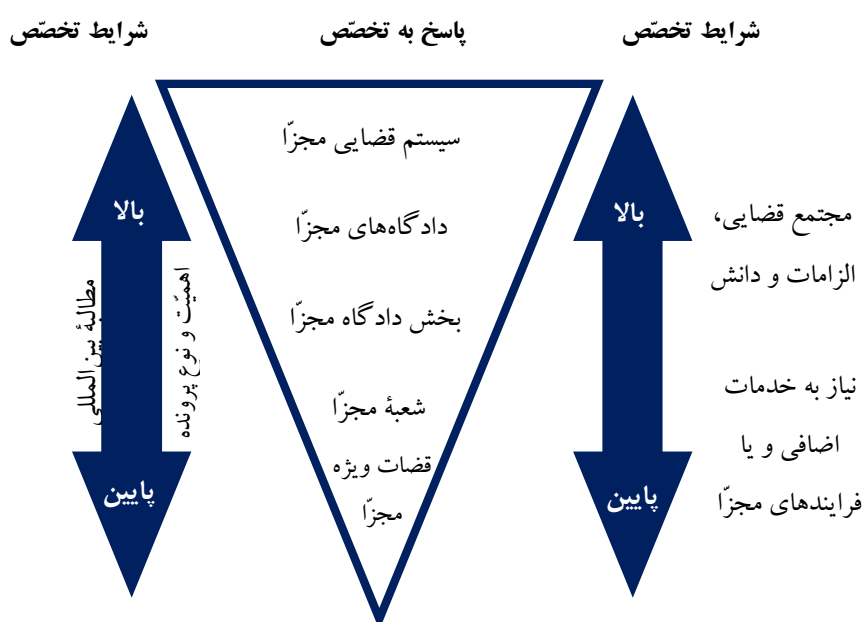 شرایط تخصّص
پاسخ به تخصّص
شرایط تخصّص
سیستم قضایی مجزّا
دادگاه‌های مجزّا
بخش دادگاه مجزّا
شعبهٔ مجزّا
قضات ویژه
مجزّا
بالا
پایین
مجتمع قضایی،
الزامات و دانش
نیاز به خدمات
اضافی و یا
فرایندهای مجزّا
بالا
پایین
اهمیّت و نوع پرونده
مطالبهٔ بین‌المللی